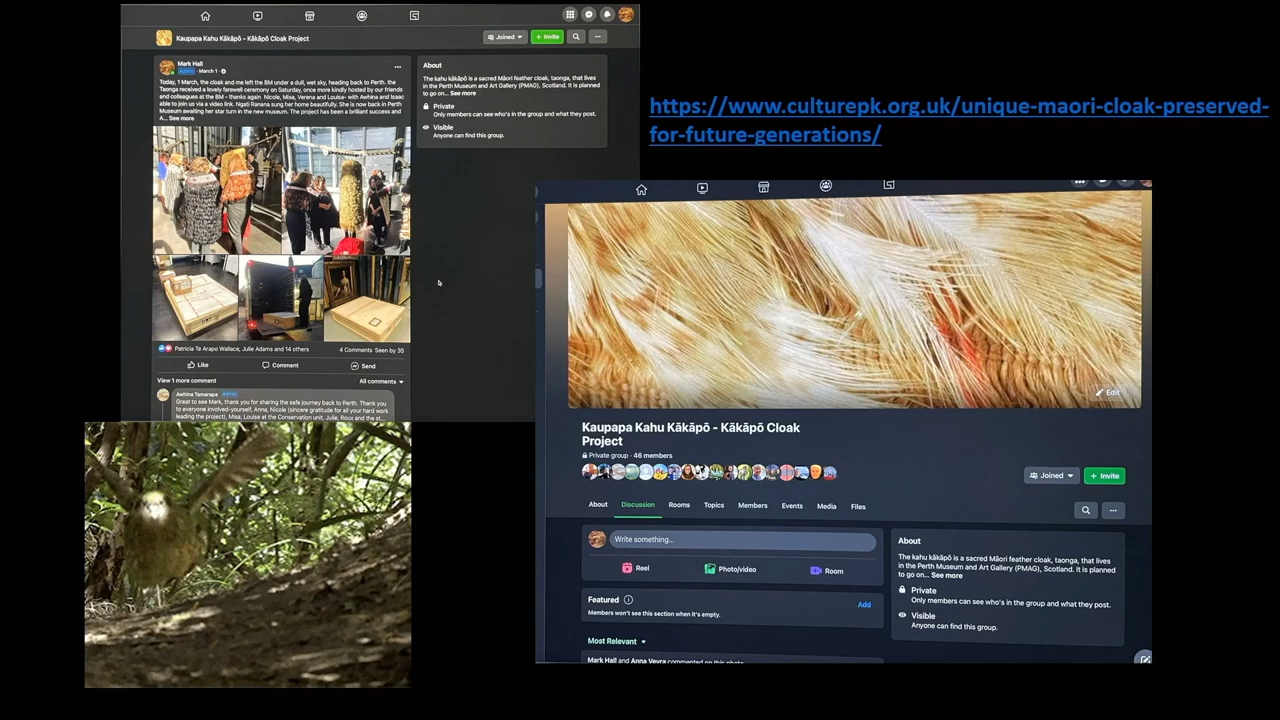 Kaupapa Kahu Kākāpō - Kākāpō Cloak Project
Joined
+ Invite
Mark Hall
Admin · March 1
Today, 1 March, the cloak and me left the BM under a dull, wet sky, heading back to Perth. the
Taonga received a lovely farewell ceremony on Saturday, once more kindly hosted by our friends
and colleagues at the BM - thanks again Nicole, Misa, Verena and Louisa- with Awhina and Isaac
able to join us via a video link. Ngati Ranana sung her home beautifully. She is now back in Perth
Museum awaiting her star turn in the new museum. The project has been a brilliant success and
A... See more
Patricia Te Arapo Wallace, Julie Adams and 14 others
4 Comments Seen by 35
Like
Comment
Send
View 1 more comment
All comments
Awhina Tamarapa Admin
Great to see Mark, thank you for sharing the safe journey back to Perth. Thank
you to everyone involved-yourself, Anna, Nicole (sincere gratitude for all your hard work
leading the project), Misa, Louise at the Conservation unit, Julie, Roux and the st...
About
The kahu kākāpō is a sacred Māori feather cloak, taonga, that lives
in the Perth Museum and Art Gallery (PMAG), Scotland. It is planned
to go on... See more
Private
Only members can see who's in the group and what they post.
Visible
Anyone can find this group.
https://www.culturepk.org.uk/unique-maori-cloak-preserved-
for-future-generations/
Edit
Kaupapa Kahu Kākāpō - Kākāpō Cloak
Project
Private group · 46 members
Joined
+ Invite
About
Discussion
Rooms
Topics
Members
Events
Media
Files
Write something...
Reel
Photo/video
Room
Featured
Add
Members won't see this section when it's empty.
Most Relevant
Mark Hall and Anna Veyra commented on this photo
About
The kahu kākāpō is a sacred Māori feather cloak, taonga, that lives
in the Perth Museum and Art Gallery (PMAG), Scotland. It is planned
to go on... See more
Private
Only members can see who's in the group and what they post.
Visible
Anyone can find this group.